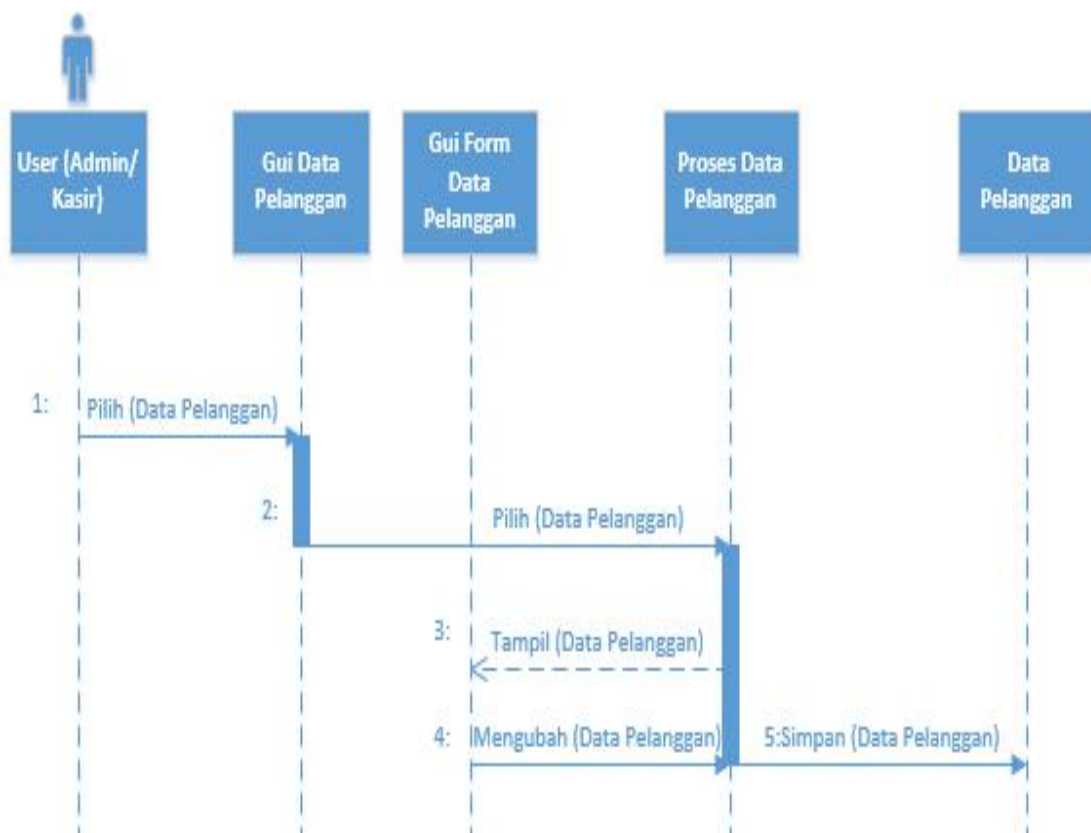 User (Admin/
Kasir)
Gui Data
Pelanggan
Gui Form
Data
Pelanggan
Proses Data
Pelanggan
Data
Pelanggan
1:
Pilih (Data Pelanggan)
2:
Pilih (Data Pelanggan)
3:
Tampil (Data Pelanggan)
4:
Mengubah (Data Pelanggan)
5:Simpan (Data Pelanggan)